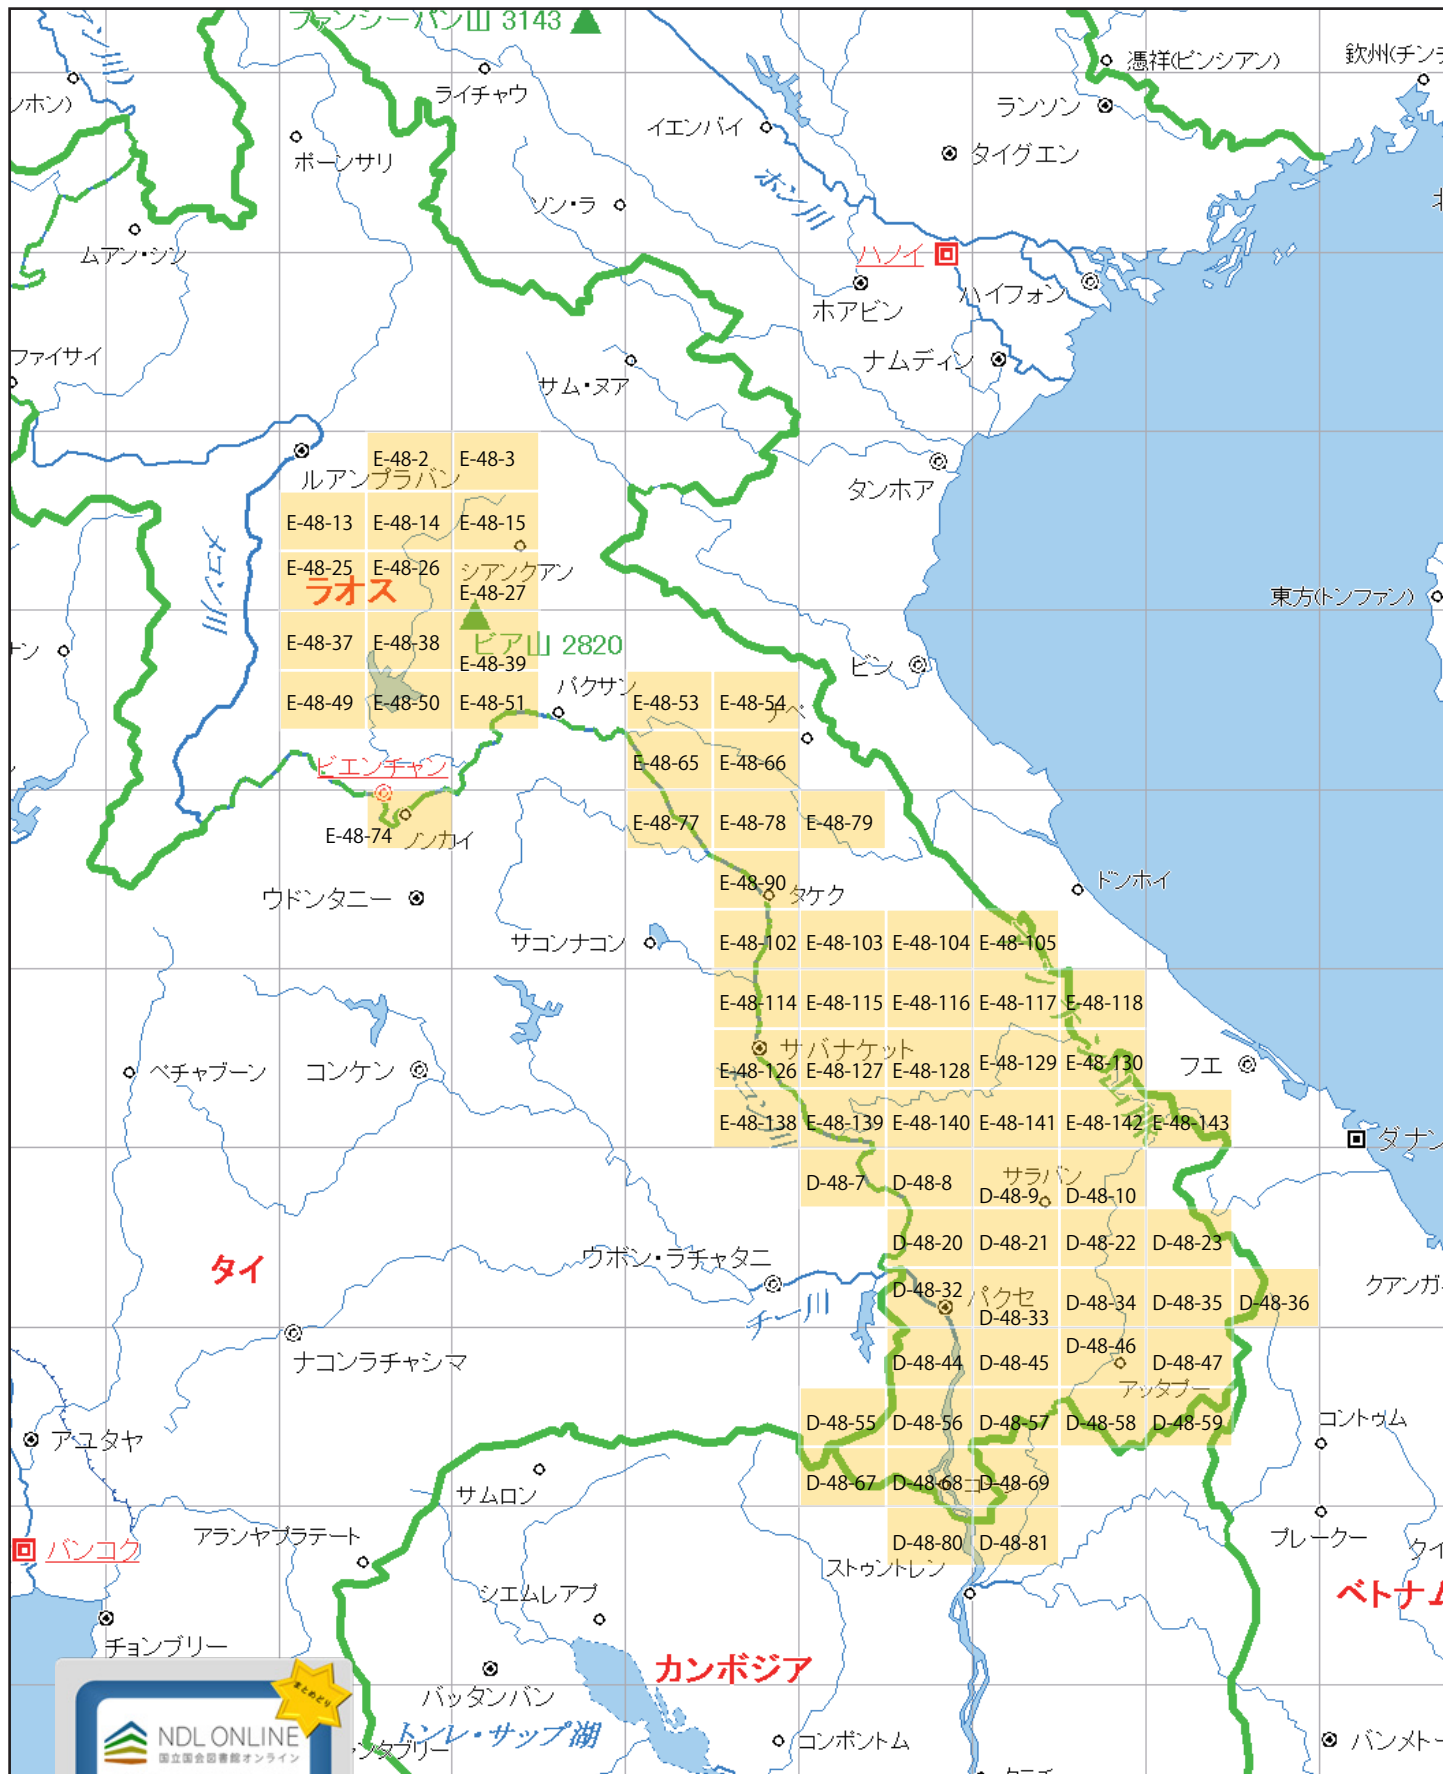 ファンシーパン山 3143
憑祥(ピンシアン)
ライチャウ
ランソン
イエンバイ
タイグエン
ポーンサリ
ホン川
ソン・ラ
ムアン・シン
ハノイ
ハイフォン
ホアビン
ファイサイ
ナムディン
サム・ヌア
E-48-2
E-48-3
ルアンプラバン
タンホア
E-48-13
E-48-14
E-48-15
メコン川
E-48-25
E-48-26
シアンクアン
ラオス
E-48-27
東方(トンファン)
E-48-37
E-48-38
ビア山 2820
E-48-39
ビン
パクサン
E-48-49
E-48-50
E-48-51
E-48-53
E-48-54
ナペ
ビエンチャン
E-48-65
E-48-66
E-48-74
ノンカイ
E-48-77
E-48-78
E-48-79
E-48-90
タケク
ドンホイ
ウドンタニー
サコンナコン
E-48-102
E-48-103
E-48-104
E-48-105
E-48-114
E-48-115
E-48-116
E-48-117
E-48-118
サバナケット
ペチャブーン
コンケン
E-48-126
E-48-127
E-48-128
E-48-129
E-48-130
フエ
メコン川
E-48-138
E-48-139
E-48-140
E-48-141
E-48-142
E-48-143
ダナン
D-48-7
D-48-8
サラバン
D-48-9
D-48-10
D-48-20
D-48-21
D-48-22
D-48-23
タイ
ウボン・ラチャタニ
D-48-32
パクセ
D-48-33
D-48-34
D-48-35
D-48-36
チー川
ナコンラチャシマ
D-48-44
D-48-45
D-48-46
D-48-47
アッタプー
D-48-55
D-48-56
D-48-57
D-48-58
D-48-59
コントゥム
アユタヤ
サムロン
D-48-67
D-48-68
D-48-69
アランヤプラテート
プレークー
バンコク
D-48-80
D-48-81
ストゥントレン
シエムレアプ
チョンブリー
カンボジア
バッタンバン
トンレ・サップ湖
コンポントム
まとめどり
NDL ONLINE
国立国会図書館オンライン